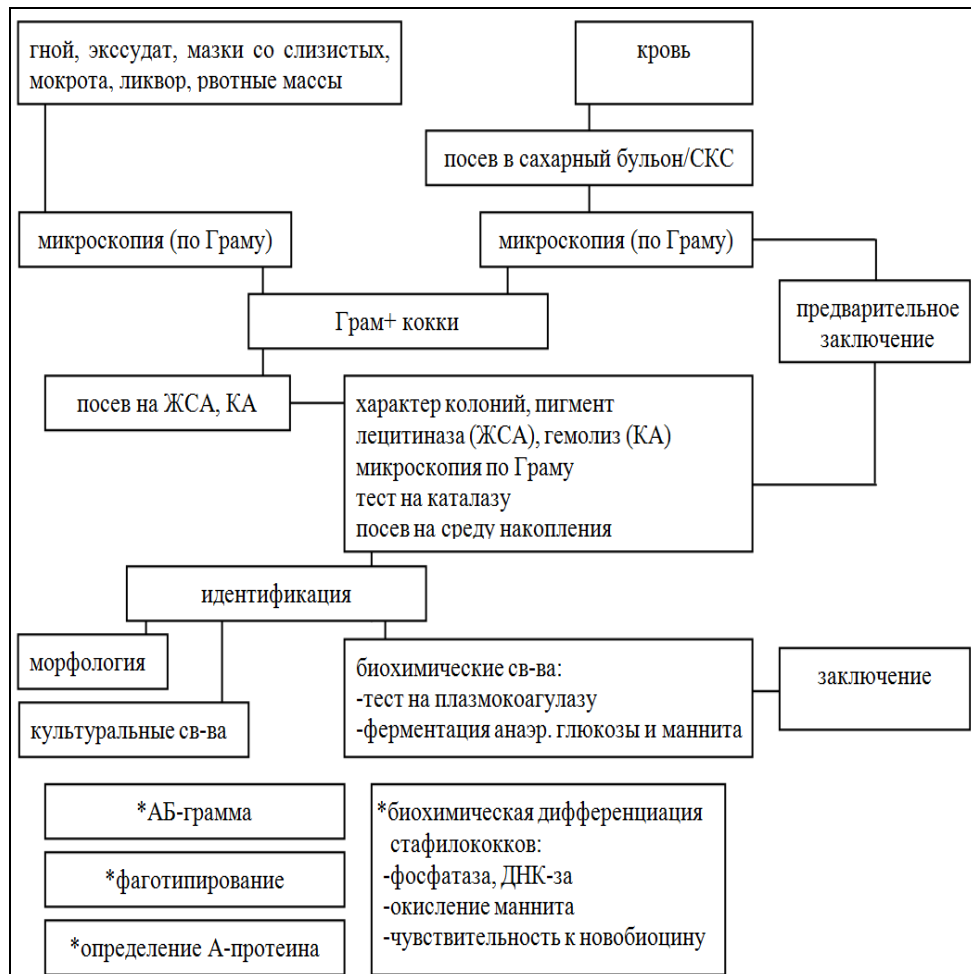 гной, экссудат, мазки со слизистых,
мокрота, ликвор, рвотные массы
кровь
посев в сахарный бульон/СКС
микроскопия (по Граму)
микроскопия (по Граму)
Грам+ кокки
предварительное
заключение
посев на ЖСА, КА
характер колоний, пигмент
лецитиназа (ЖСА), гемолиз (КА)
микроскопия по Граму
тест на каталазу
посев на среду накопления
идентификация
морфология
культуральные св-ва
биохимические св-ва:
-тест на плазмокоагулазу
-ферментация анаэр. глюкозы и маннита
заключение
*АБ-грамма
*фаготипирование
*определение А-протеина
*биохимическая дифференциация
стафилококков:
-фосфатаза, ДНК-за
-окисление маннита
-чувствительность к новобиоцину